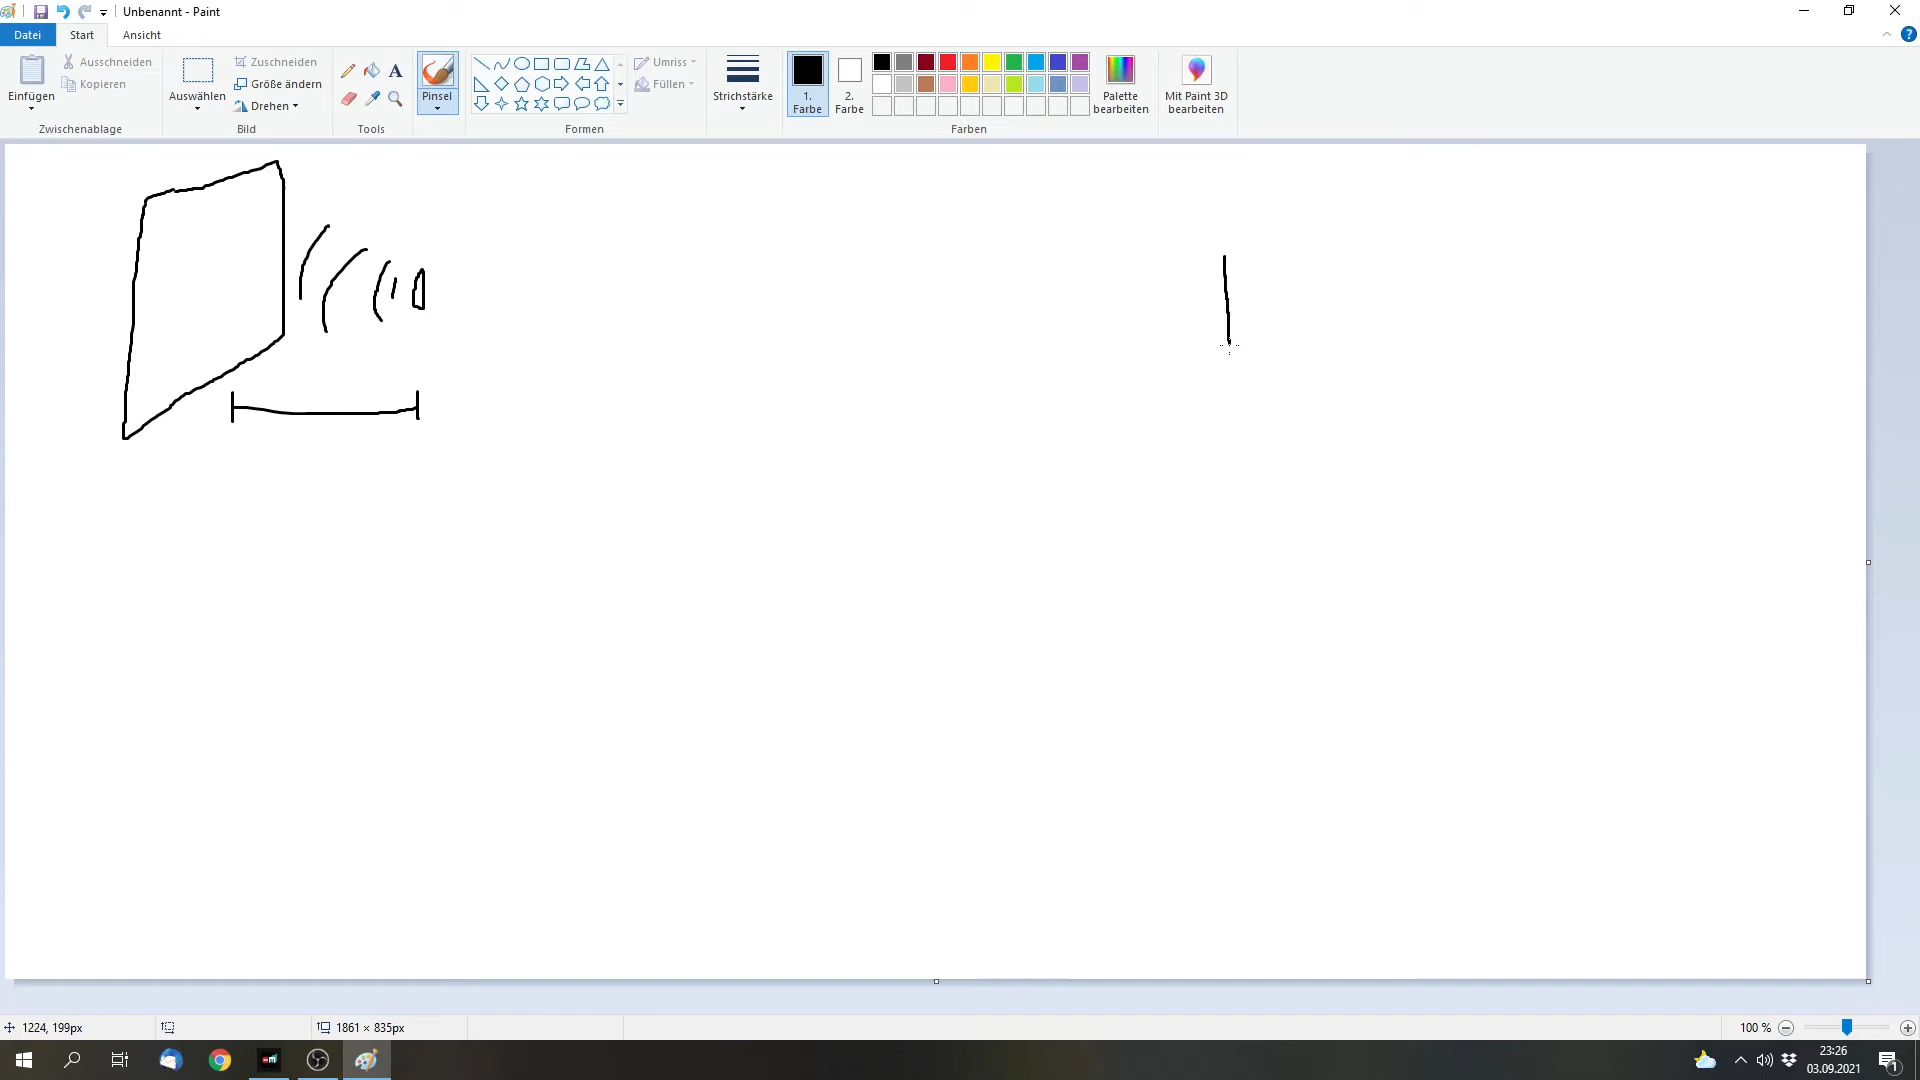 Unbenannt - Paint
Datei Start Ansicht
Einfügen
Ausschneiden
Kopieren
Zwischenablage
Auswählen
Zuschneiden
Größe ändern
Drehen
Bild
A
Tools
Pinsel
Umriss
Füllen
Formen
Strichstärke
1.
Farbe
2.
Farbe
Palette
bearbeiten
Farben
Mit Paint 3D
bearbeiten
?
1224, 199px
1861 × 835px
100 %
23:26
03.09.2021
1